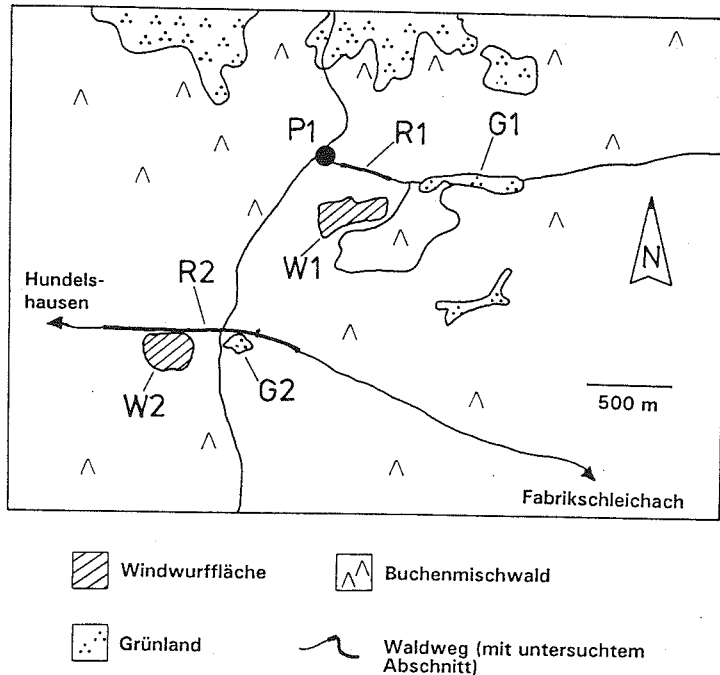 P1
R1
G1
W1
N
Hundels-
hausen
R2
W2
G2
500 m
Fabrikschleichach
Windwurffläche
Buchenmischwald
Grünland
Waldweg (mit untersuchtem
Abschnitt)